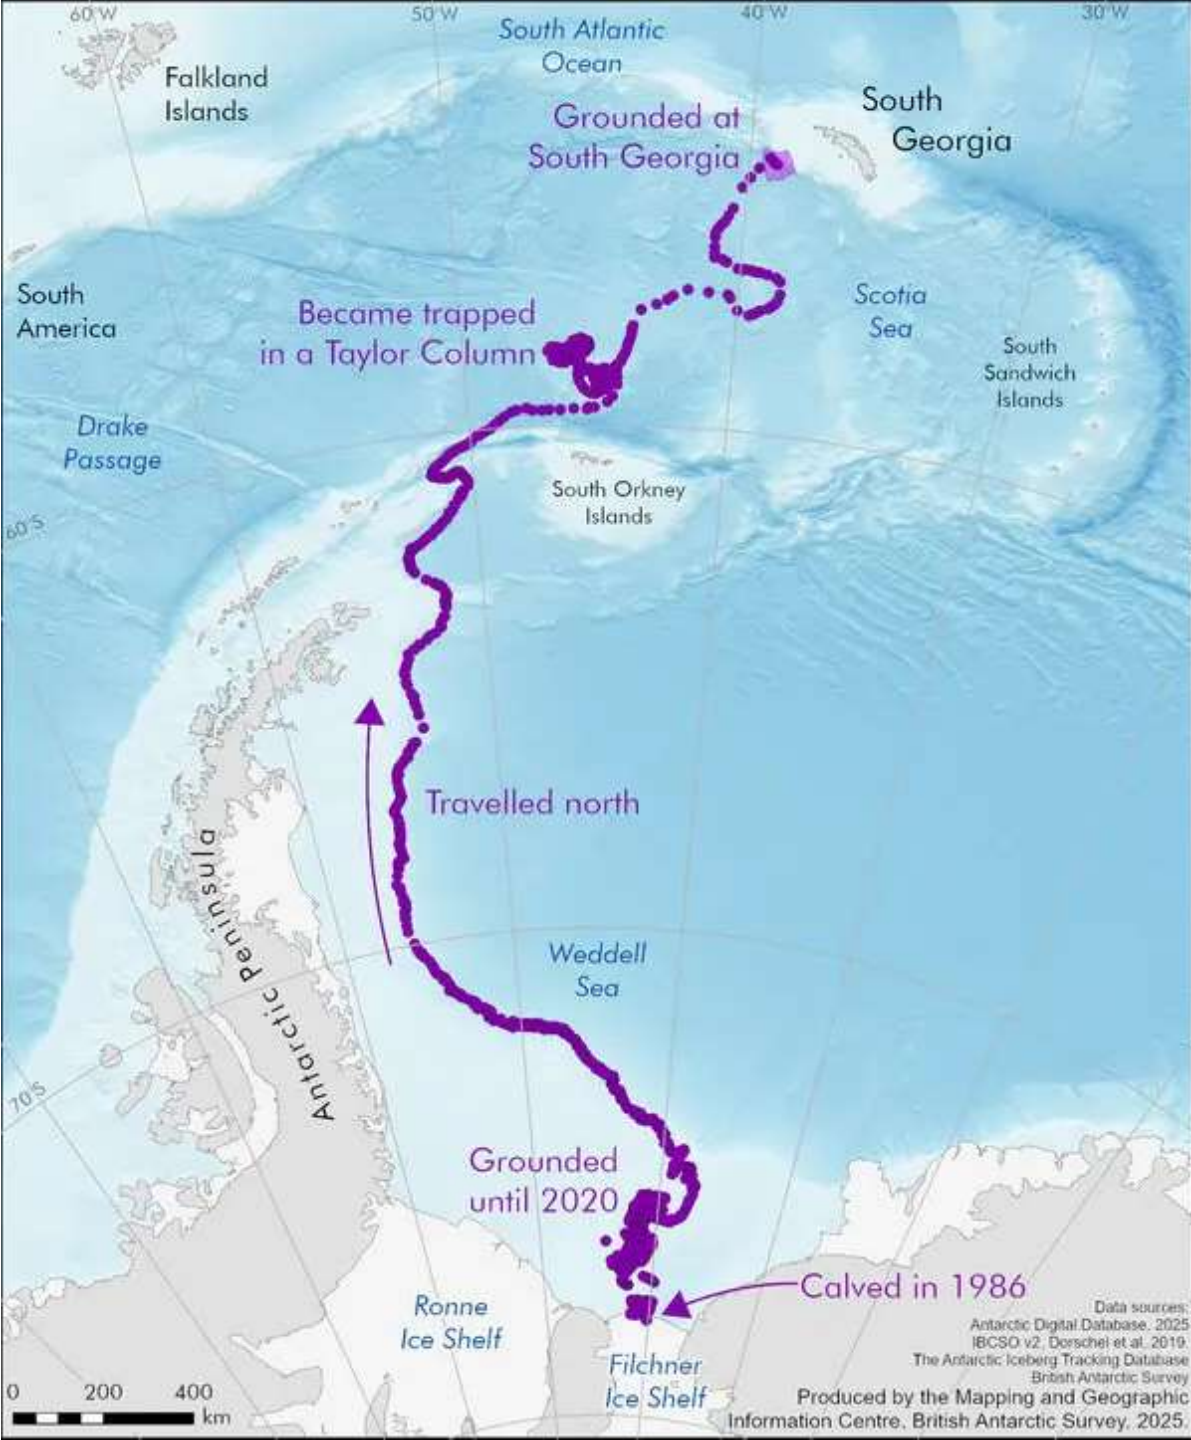 60°W
50°W
40°W
30°W
South Atlantic
Ocean
Falkland
Islands
South
Georgia
Grounded at
South Georgia
South
America
Became trapped
in a Taylor Column
Scotia
Sea
South
Sandwich
Islands
Drake
Passage
South Orkney
Islands
60°S
Travelled north
Antarctic Peninsula
Weddell
Sea
70°S
Grounded
until 2020
Calved in 1986
Ronne
Ice Shelf
Filchner
Ice Shelf
0 200 400
km
Data sources:
Antarctic Digital Database, 2025
IBCSO v2, Dorschel et al, 2019.
The Antarctic Iceberg Tracking Database
British Antarctic Survey
Produced by the Mapping and Geographic
Information Centre, British Antarctic Survey, 2025.